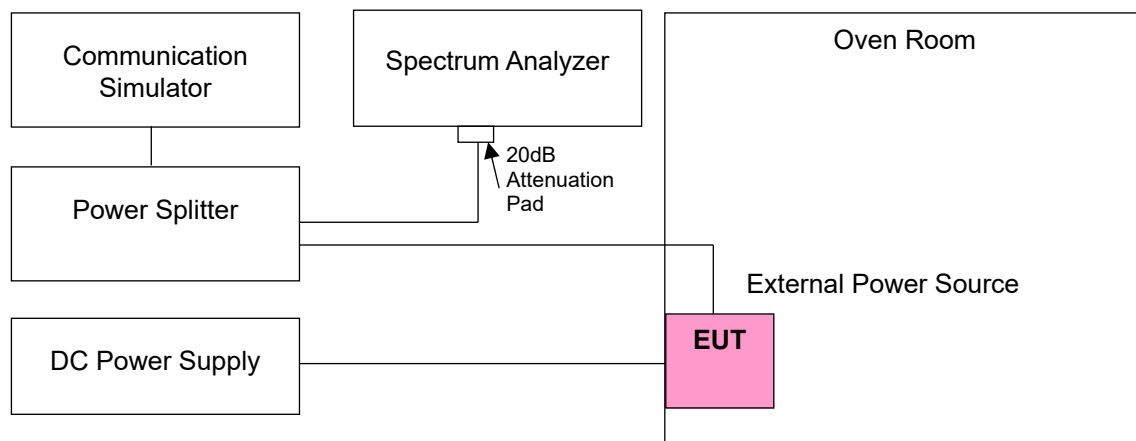 Communication
Simulator
Spectrum Analyzer
Oven Room
20dB
Attenuation
Pad
Power Splitter
External Power Source
EUT
DC Power Supply